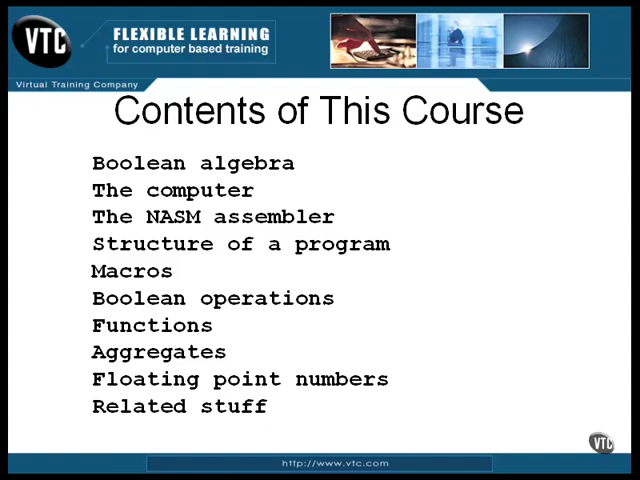 VTC
FLEXIBLE LEARNING
for computer based training
Virtual Training Company
Contents of This Course
Boolean algebra
The computer
The NASM assembler
Structure of a program
Macros
Boolean operations
Functions
Aggregates
Floating point numbers
Related stuff
VTC
http://www.vtc.com